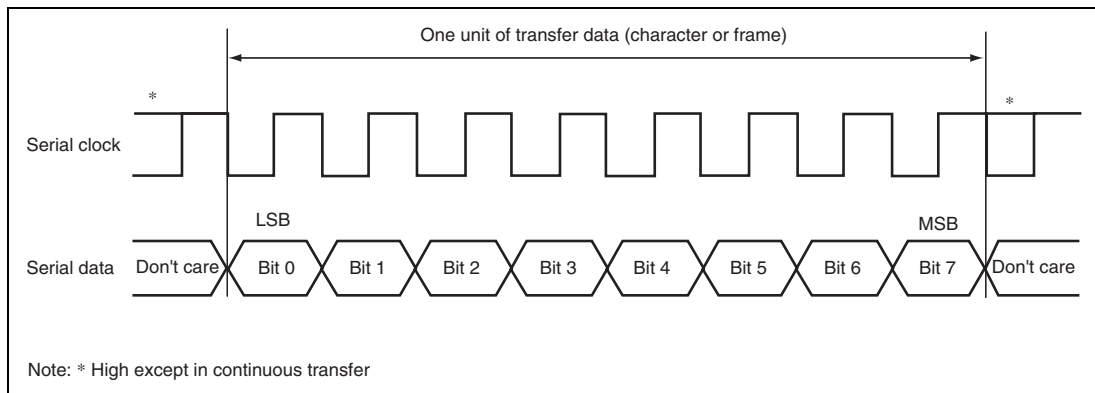 One unit of transfer data (character or frame)
*
*
Serial clock
LSB
MSB
Serial data
Don't care
Bit 0
Bit 1
Bit 2
Bit 3
Bit 4
Bit 5
Bit 6
Bit 7
Don't care
Note: * High except in continuous transfer